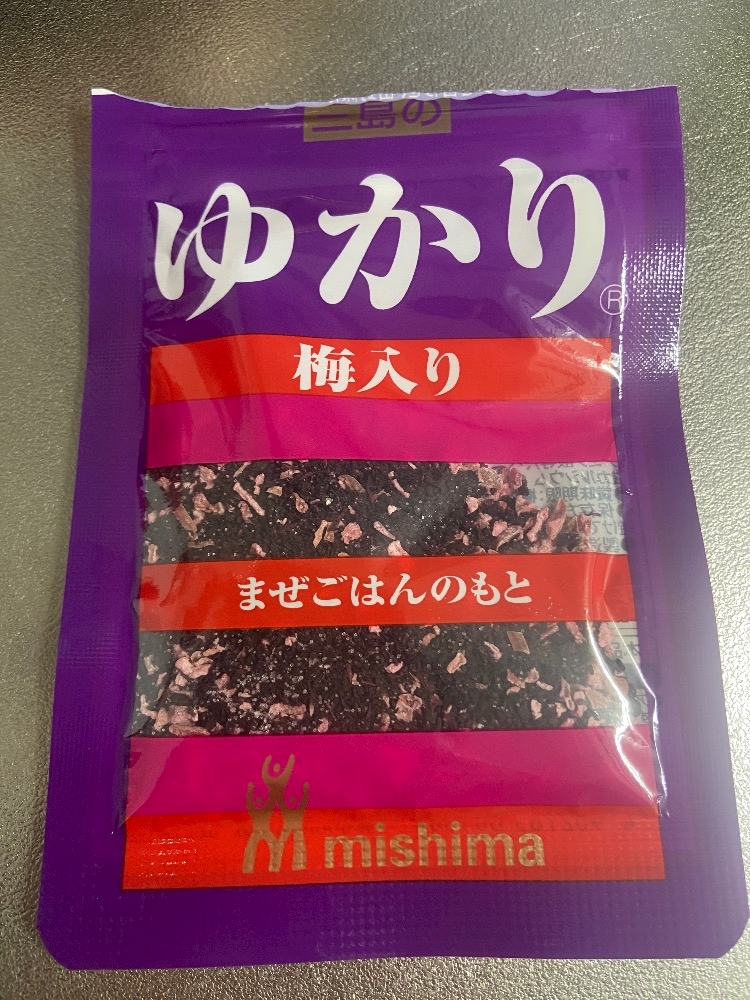 三島の
ゆかり®
梅入り
まぜごはんのもと
mishima